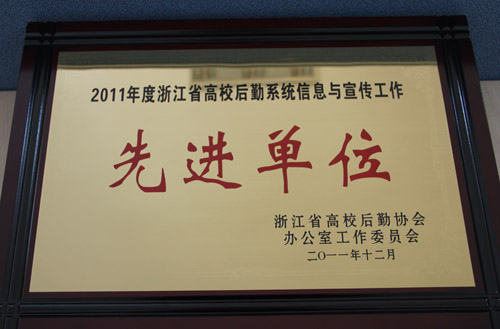 2011年度浙江省高校后勤系统信息与宣传工作
先进单位
浙江省高校后勤协会
办公室工作委员会
二〇一一年十二月